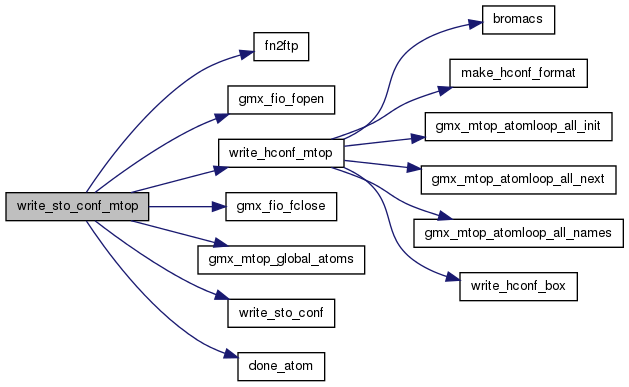 write_sto_conf_mtop
fn2ftp
gmx_fio_fopen
write_hconf_mtop
gmx_fio_fclose
gmx_mtop_global_atoms
write_sto_conf
done_atom
bromacs
make_hconf_format
gmx_mtop_atomloop_all_init
gmx_mtop_atomloop_all_next
gmx_mtop_atomloop_all_names
write_hconf_box